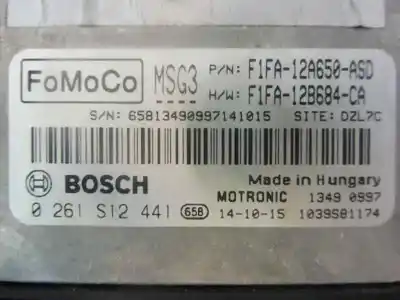 FoMoCo MSG3 P/N: F1FA-12A650-ASD
H/W: F1FA-12B684-CA
S/N: 65813490997141015 SITE: DZL7C
BOSCH Made in Hungary
MOTRONIC 1349 0997
0 261 S12 441 658 14-10-15 1039S81174